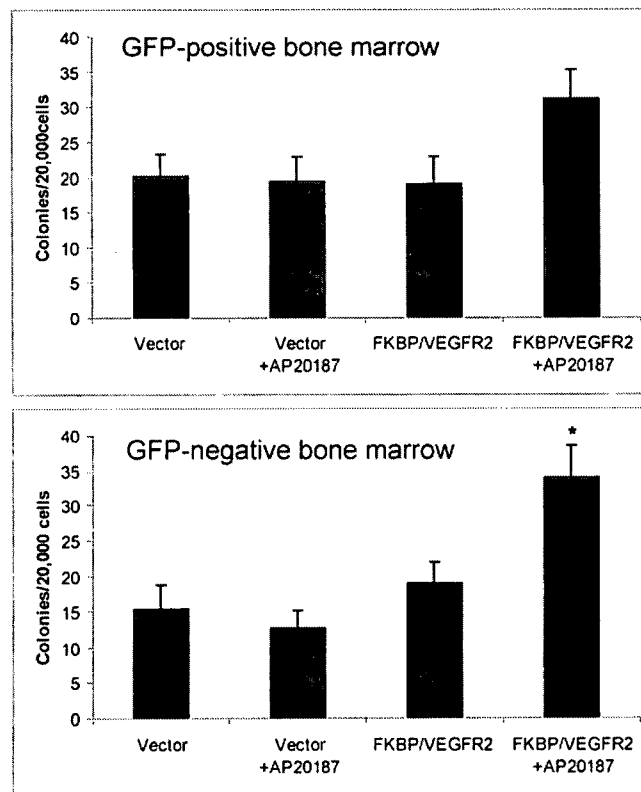 GFP-positive bone marrow
Colonies/20,000cells
40
35
30
25
20
15
10
5
0
Vector
Vector
+AP20187
FKBP/VEGFR2
FKBP/VEGFR2
+AP20187
GFP-negative bone marrow
Colonies/20,000 cells
40
35
30
25
20
15
10
5
0
*
Vector
Vector
+AP20187
FKBP/VEGFR2
FKBP/VEGFR2
+AP20187